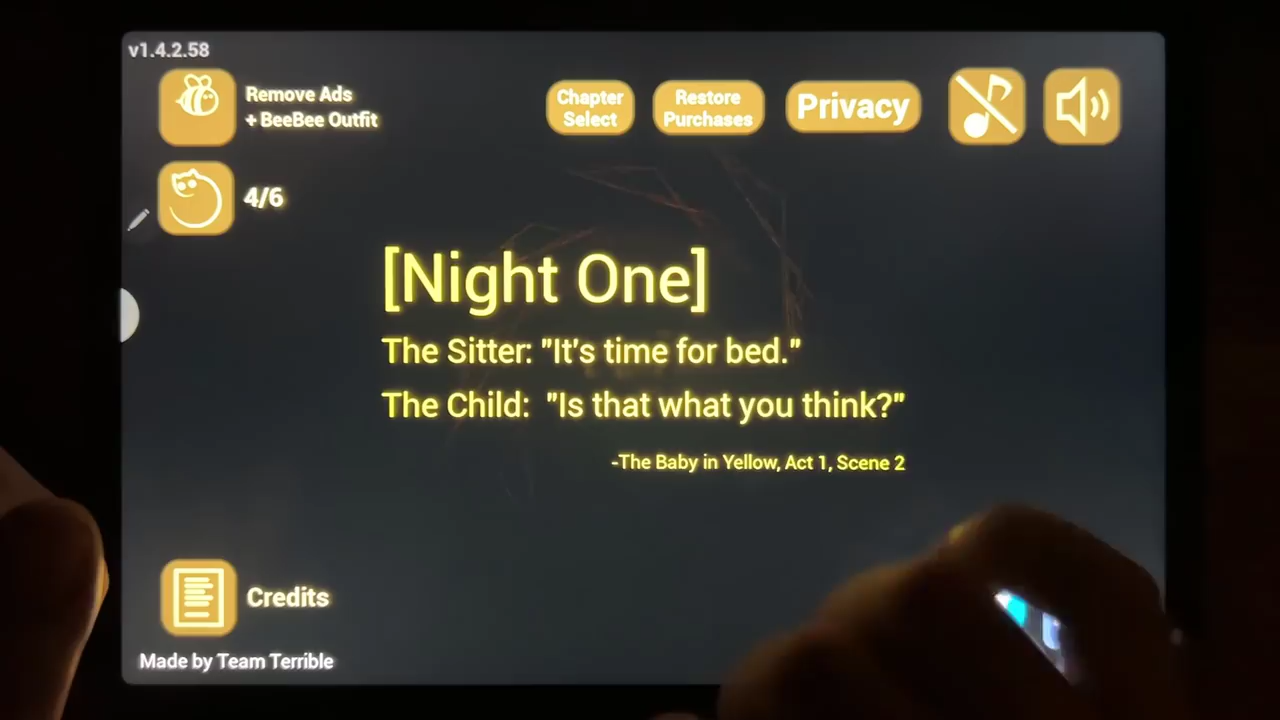 v1.4.2.58
Remove Ads
+ BeeBee Outfit
Chapter
Select
Restore
Purchases
Privacy
4/6
[Night One]
The Sitter: "It's time for bed."
The Child: "Is that what you think?"
-The Baby in Yellow, Act 1, Scene 2
Credits
Made by Team Terrible